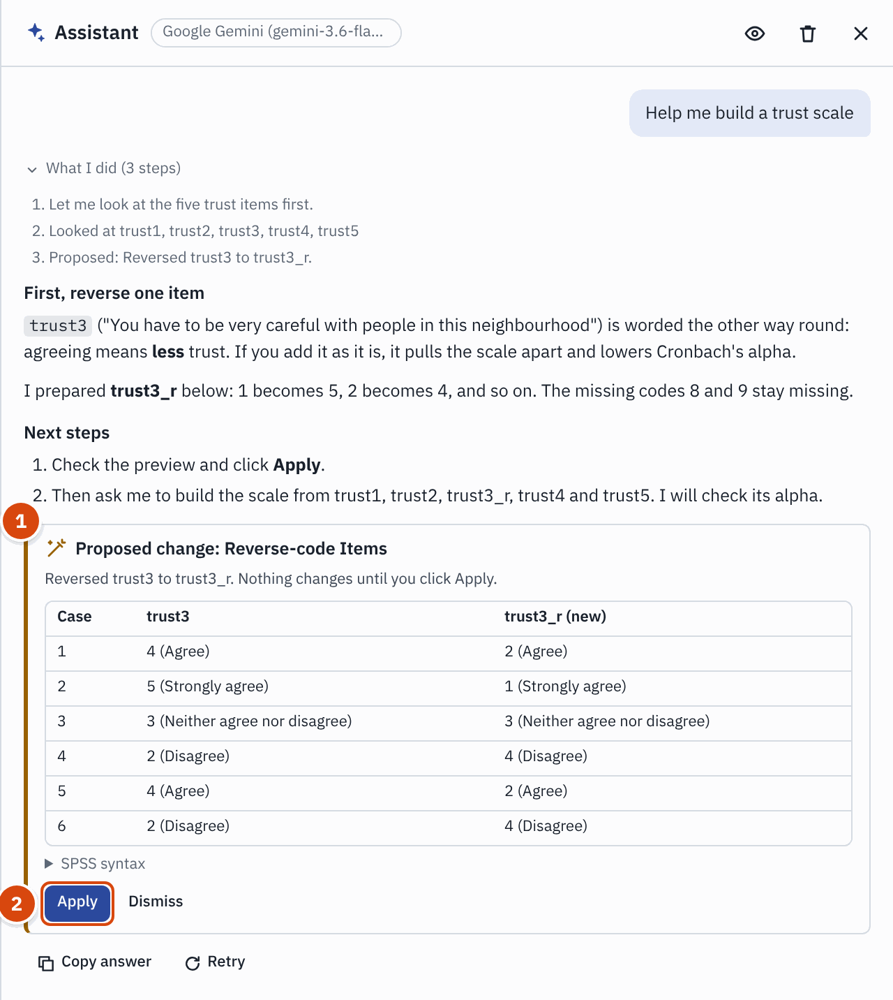 Assistant
Google Gemini (gemini-3.6-fla...
Help me build a trust scale
What I did (3 steps)
1. Let me look at the five trust items first.
2. Looked at trust1, trust2, trust3, trust4, trust5
3. Proposed: Reversed trust3 to trust3_r.
First, reverse one item
trust3 ("You have to be very careful with people in this neighbourhood") is worded the other way round:
agreeing means less trust. If you add it as it is, it pulls the scale apart and lowers Cronbach's alpha.
I prepared trust3_r below: 1 becomes 5, 2 becomes 4, and so on. The missing codes 8 and 9 stay missing.
Next steps
1. Check the preview and click Apply.
2. Then ask me to build the scale from trust1, trust2, trust3_r, trust4 and trust5. I will check its alpha.
1
Proposed change: Reverse-code Items
Reversed trust3 to trust3_r. Nothing changes until you click Apply.
Case trust3 trust3_r (new)
1 4 (Agree) 2 (Agree)
2 5 (Strongly agree) 1 (Strongly agree)
3 3 (Neither agree nor disagree) 3 (Neither agree nor disagree)
4 2 (Disagree) 4 (Disagree)
5 4 (Agree) 2 (Agree)
6 2 (Disagree) 4 (Disagree)
SPSS syntax
2
Apply Dismiss
Copy answer Retry